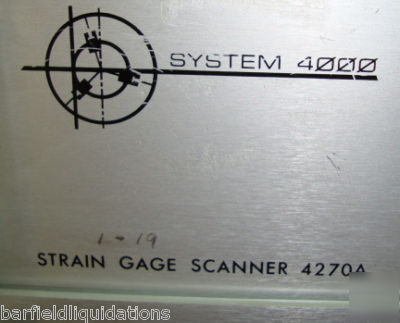 SYSTEM 4000
1-19
STRAIN GAGE SCANNER 4270A
barfieldliquidations